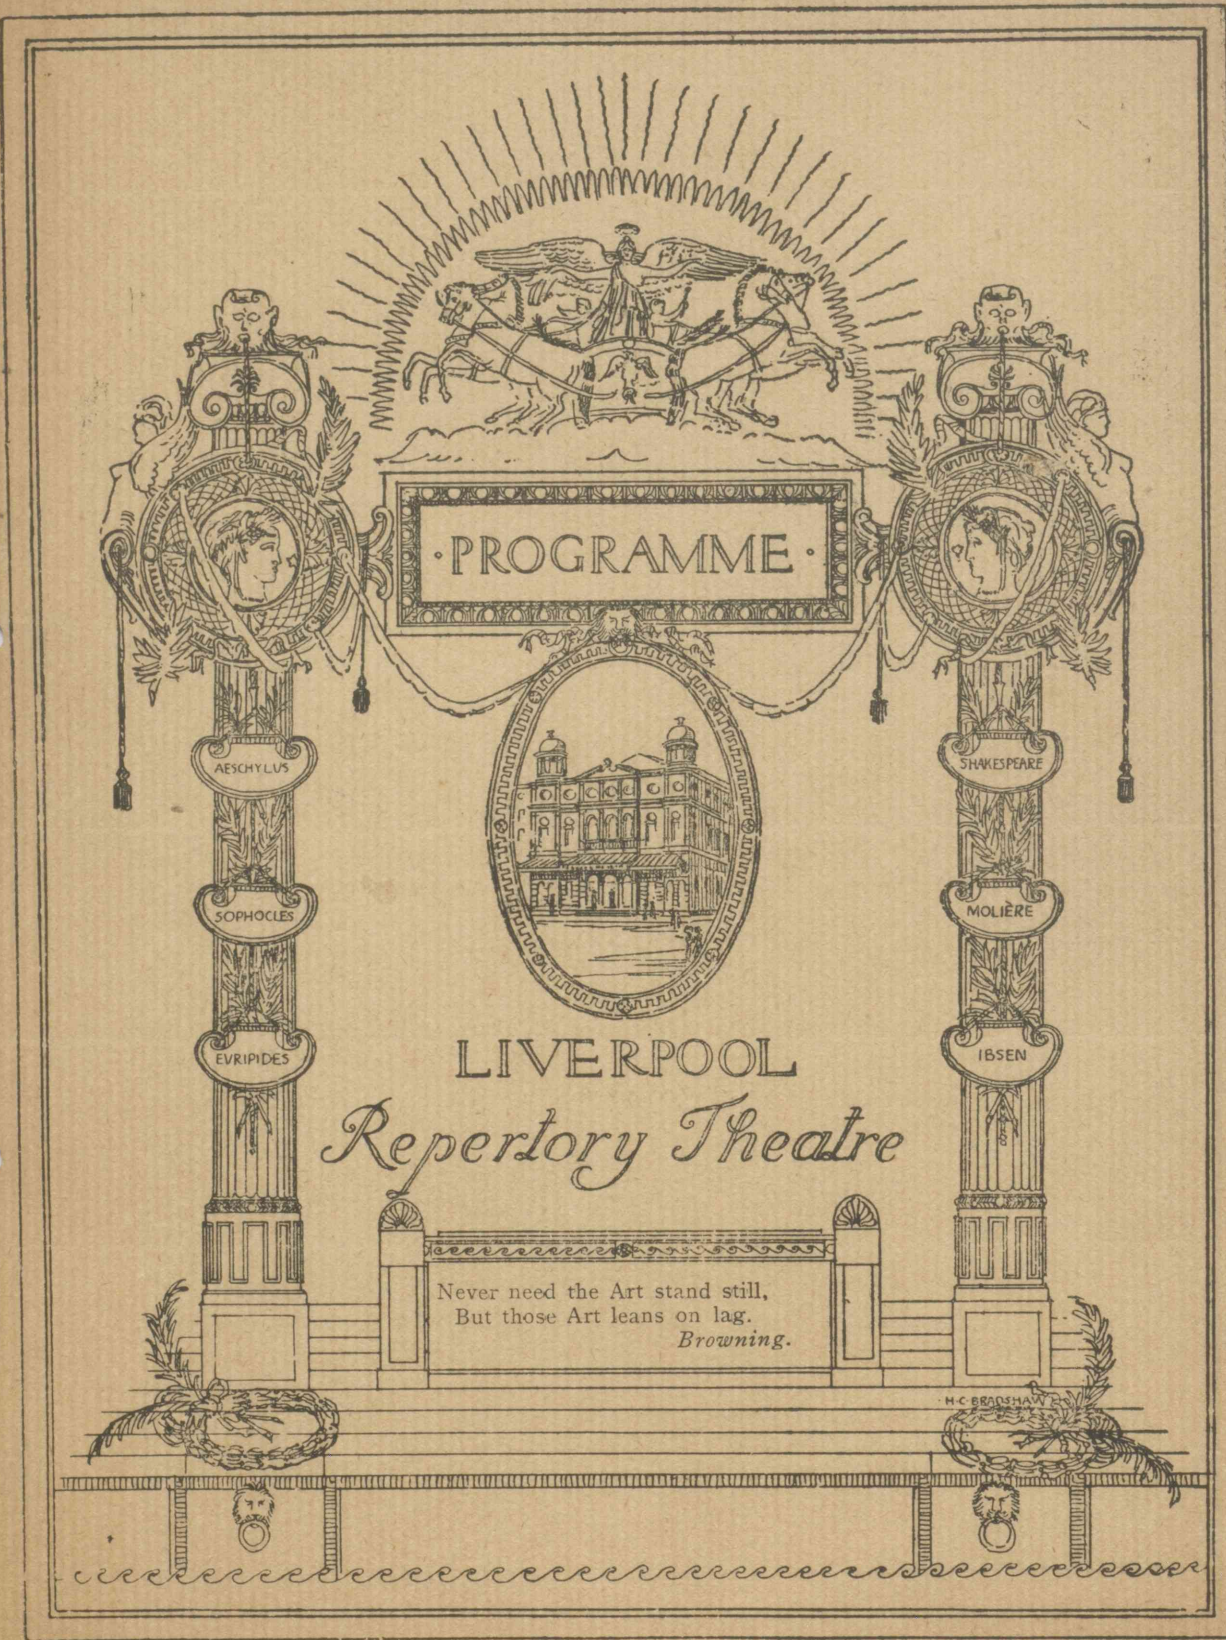 ·PROGRAMME·
AESCHYLUS
SOPHOCLES
EVRIPIDES
SHAKESPEARE
MOLIÈRE
IBSEN
LIVERPOOL
Repertory Theatre
Never need the Art stand still,
But those Art leans on lag.
Browning.
·H·C·BRADSHAW